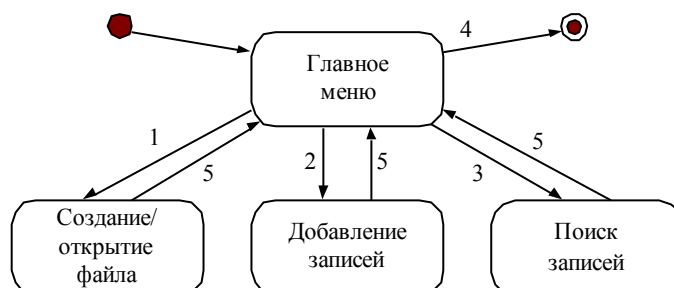 4
Главное
меню
1
5
2
5
3
5
Создание/
открытие
файла
Добавление
записей
Поиск
записей